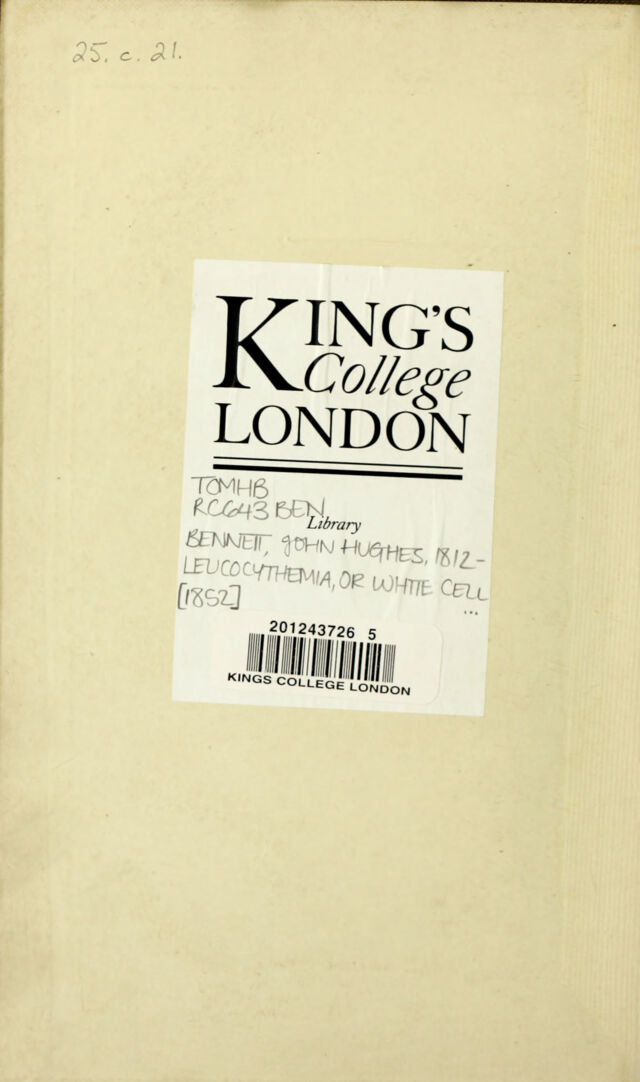 25. c. 21.
KING'S
College
LONDON
TOMHB
RC643 BEN
Library
BENNETT, JOHN HUGHES, 1812-
LEUCOCYTHEMIA, OR WHITE CELL
...
[1852]
201243726 5
KINGS COLLEGE LONDON